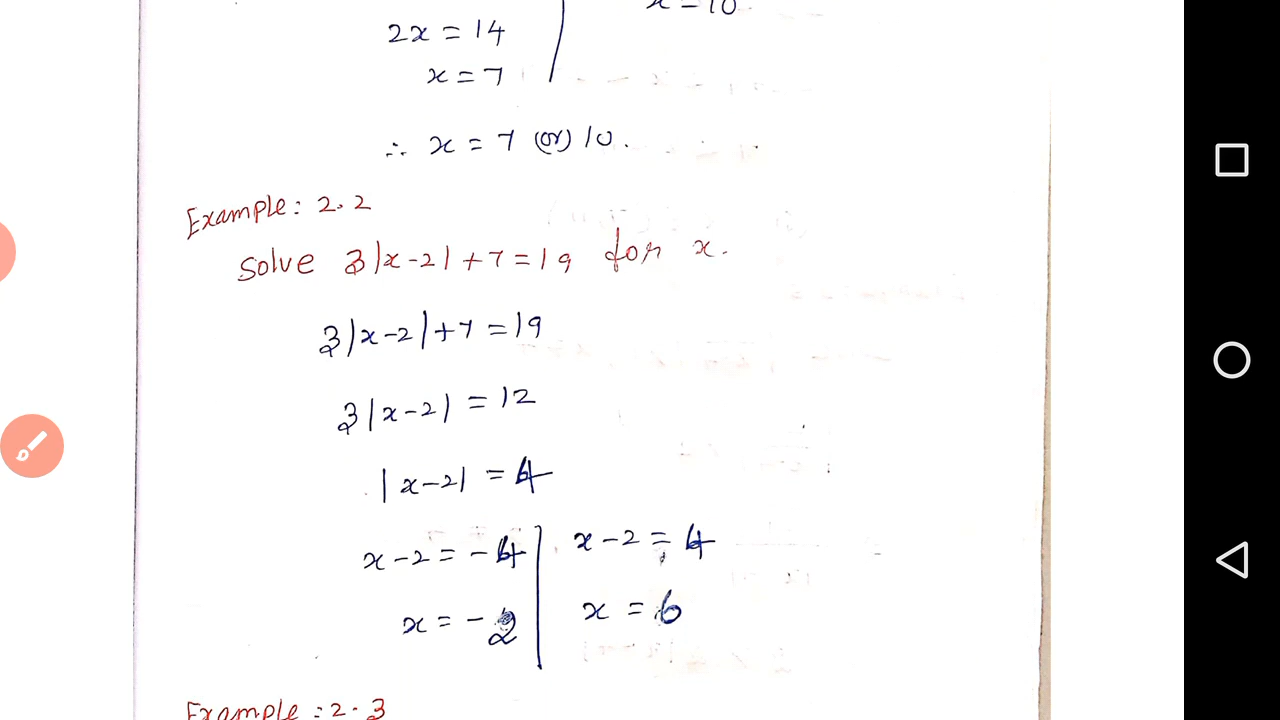 2x = 14
x = 10
x = 7
∴ x = 7 (or) 10.
Example: 2.2
Solve 3|x-2|+7=19 for x.
3|x-2|+7=19
3|x-2| = 12
|x-2| = 4
x-2 = -4
x-2 = 4
x = -2
x = 6
Example: 2.3